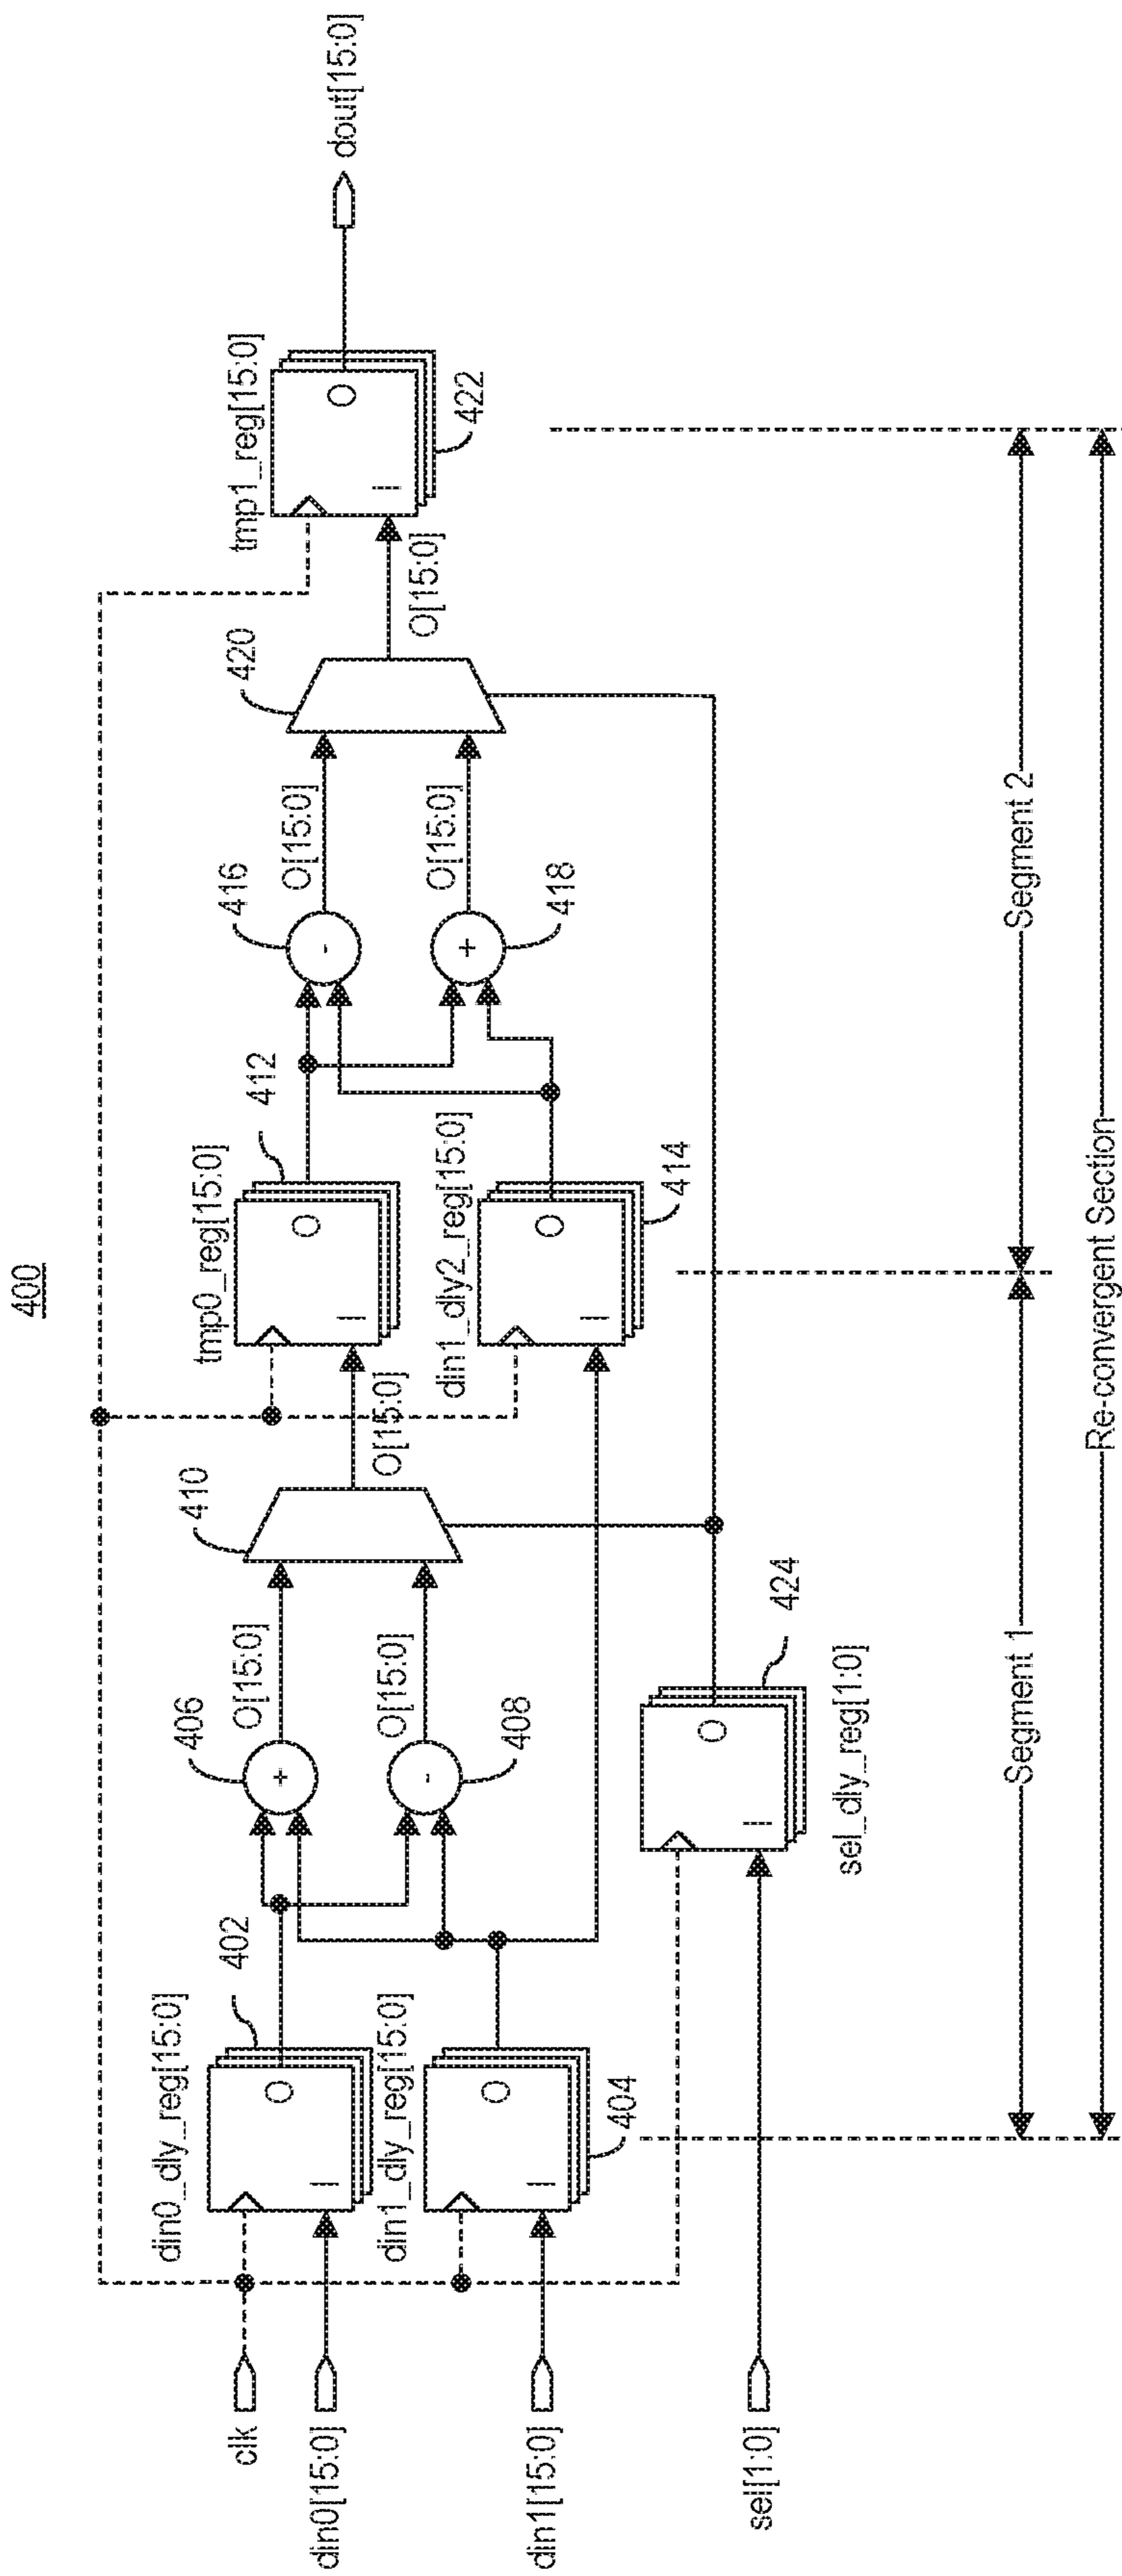 400
clk
din0[15:0]
din1[15:0]
sel[1:0]
din0_dly_reg[15:0]
402
I
O
din1_dly_reg[15:0]
404
I
O
+
406
O[15:0]
-
408
O[15:0]
410
O[15:0]
sel_dly_reg[1:0]
424
I
O
tmp0_reg[15:0]
412
I
O
din1_dly2_reg[15:0]
414
I
O
-
416
O[15:0]
+
418
O[15:0]
420
O[15:0]
tmp1_reg[15:0]
422
I
O
dout[15:0]
Segment 1
Segment 2
Re-convergent Section